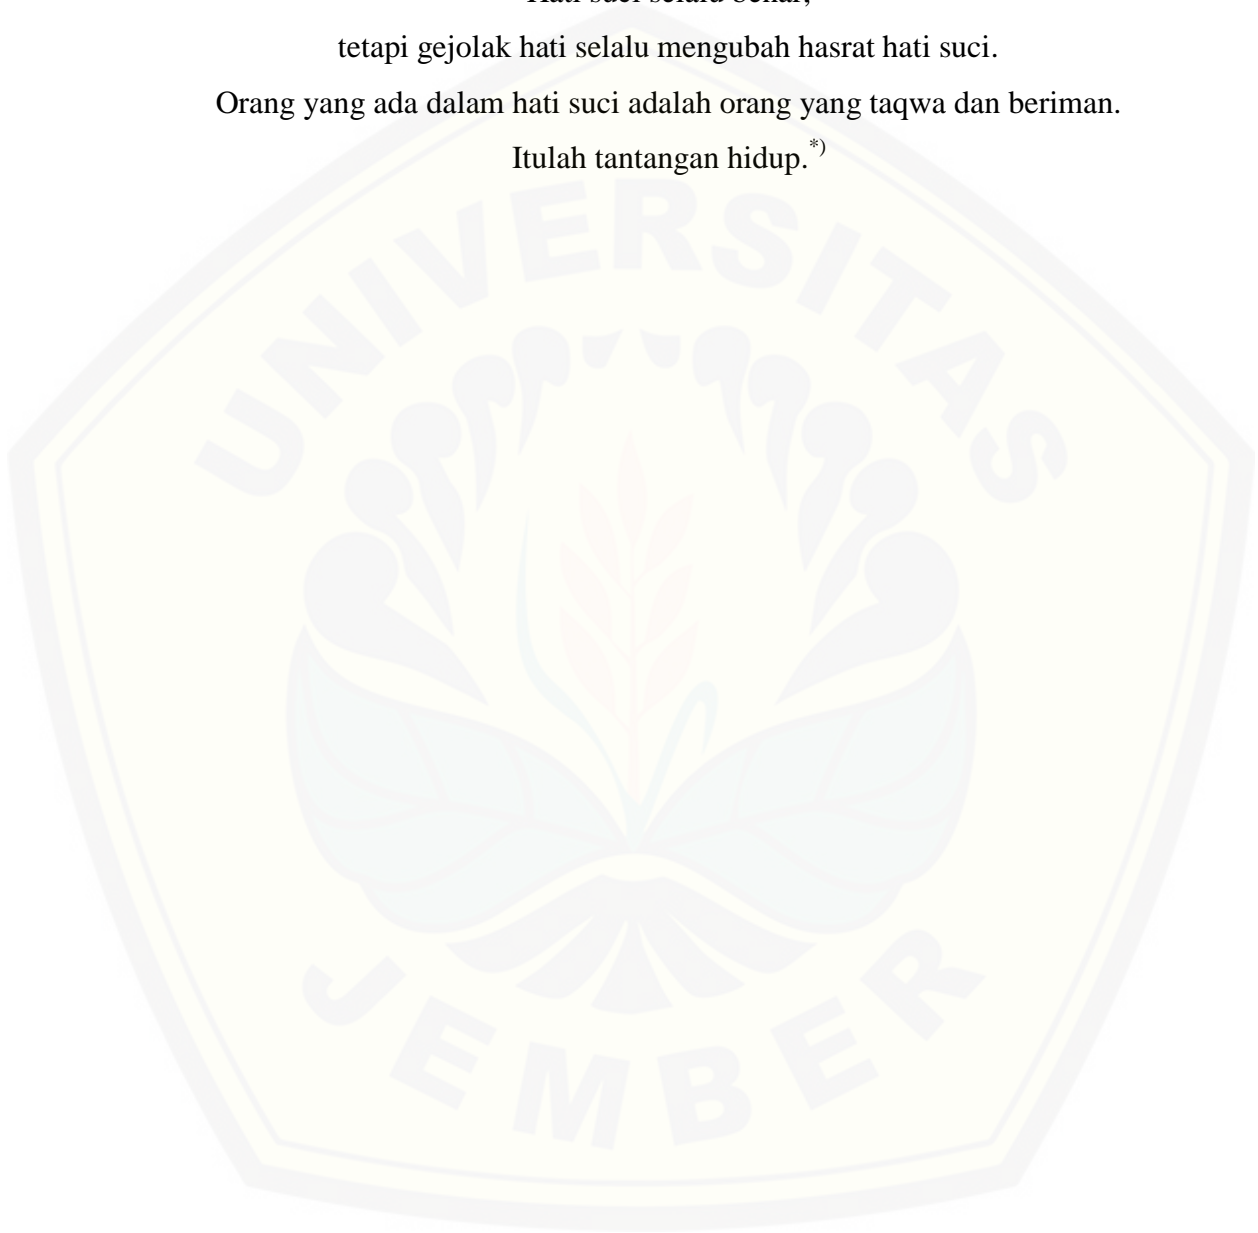 Hati suci selalu benar,
tetapi gejolak hati selalu mengubah hasrat hati suci.
Orang yang ada dalam hati suci adalah orang yang taqwa dan beriman.
Itulah tantangan hidup.*)
UNIVERSITAS
JEMBER